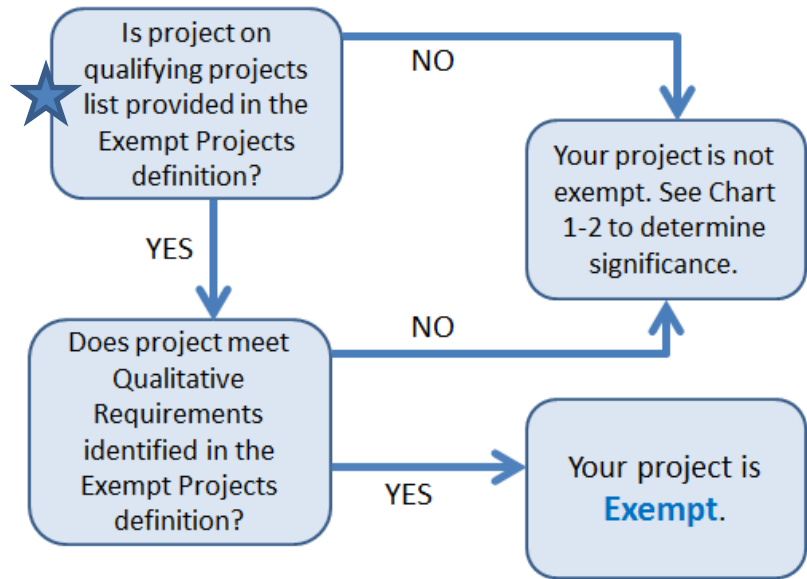 Is project on
qualifying projects
list provided in the
Exempt Projects
definition?
NO
Your project is not
exempt. See Chart
1-2 to determine
significance.
YES
Does project meet
Qualitative
Requirements
identified in the
Exempt Projects
definition?
NO
YES
Your project is
Exempt.